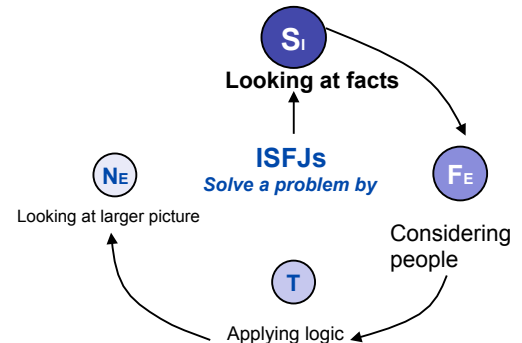 SI
Looking at facts
ISFJs
Solve a problem by
NE
FE
Looking at larger picture
Considering
people
T
Applying logic